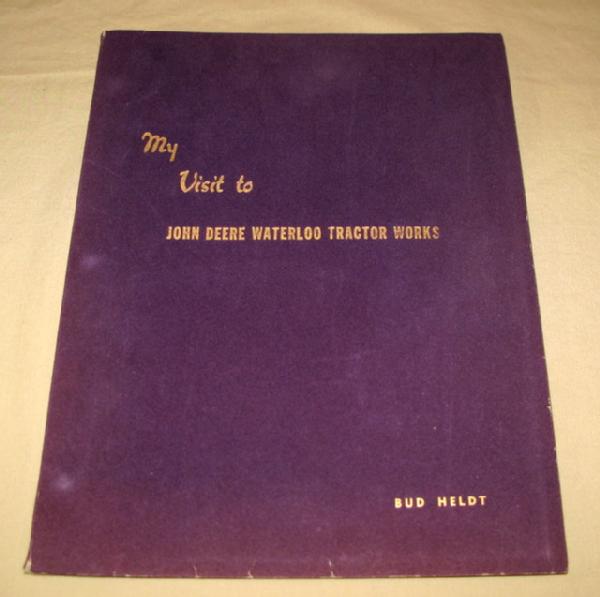 My
Visit to
JOHN DEERE WATERLOO TRACTOR WORKS
BUD HELDT